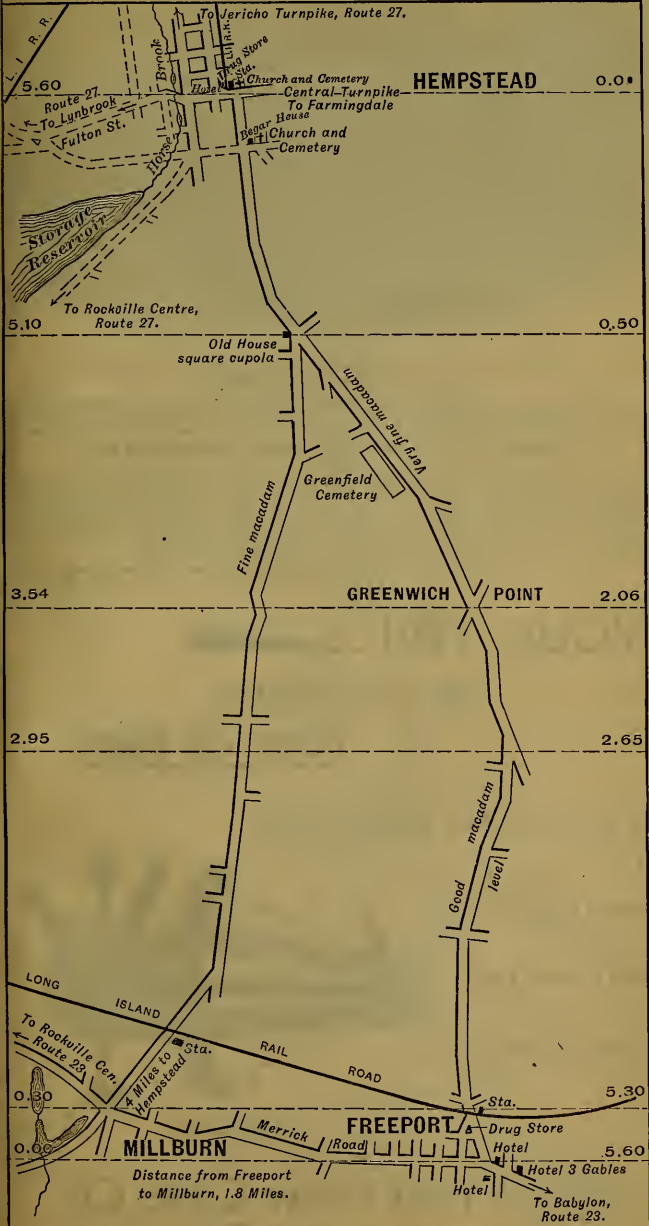 To Jericho Turnpike, Route 27.
L. I. R.R.
L.I.R.R.
Brook
Drug Store
Sta.
5.60
Hotel
Church and Cemetery
HEMPSTEAD
0.0
Central Turnpike
To Farmingdale
Route 27
To Lynbrook
Fulton St.
Horse
Begar House
Church and
Cemetery
Storage
Reservoir
To Rockville Centre,
Route 27.
5.10
0.50
Old House
square cupola
Very fine macadam
Greenfield
Cemetery
Fine macadam
3.54
GREENWICH POINT
2.06
2.95
2.65
Good macadam
level
LONG ISLAND RAIL ROAD
To Rockville Cen.
Route 23
Sta.
4 Miles to
Hempstead
0.30
5.30
Sta.
Merrick Road
FREEPORT
Drug Store
MILLBURN
0.00
5.60
Hotel
Hotel 3 Gables
Distance from Freeport
to Millburn, 1.8 Miles.
Hotel
To Babylon,
Route 23.